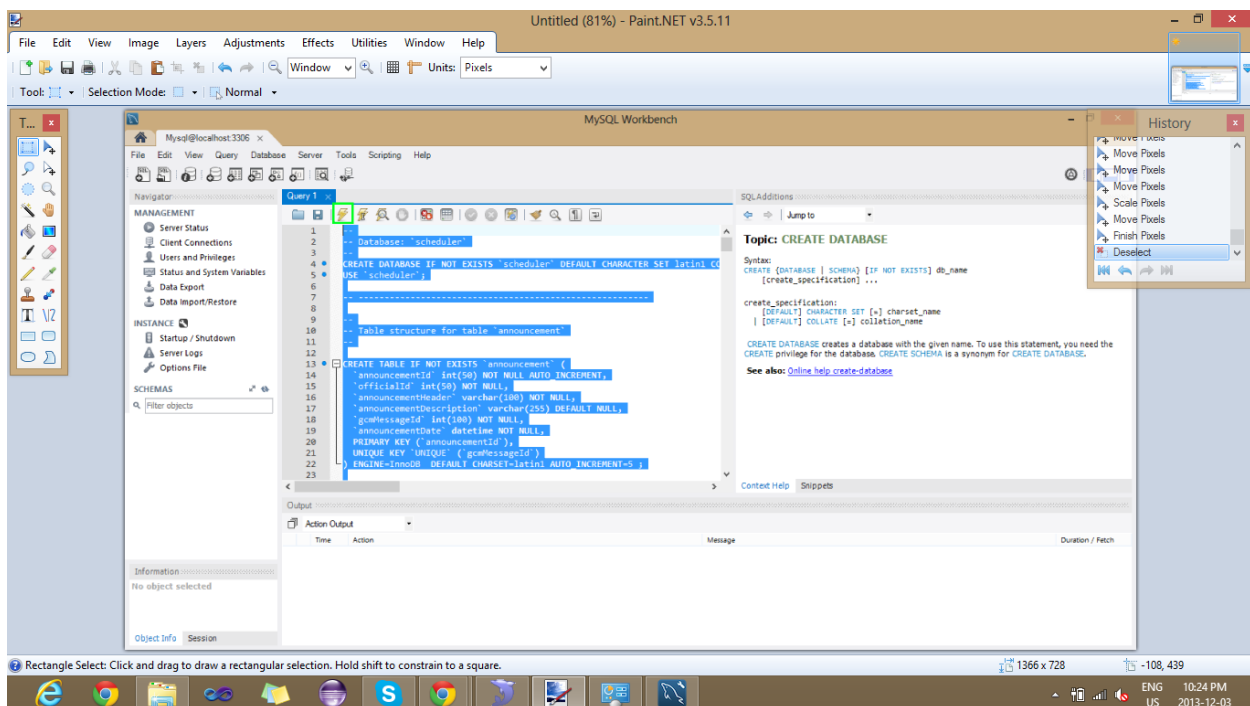 Untitled (81%) - Paint.NET v3.5.11
File Edit View Image Layers Adjustments Effects Utilities Window Help
Window Units: Pixels
Tool: Selection Mode: Normal
T...
MySQL Workbench
Mysql@localhost:3306
File Edit View Query Database Server Tools Scripting Help
Navigator
MANAGEMENT
Server Status
Client Connections
Users and Privileges
Status and System Variables
Data Export
Data Import/Restore
INSTANCE
Startup / Shutdown
Server Logs
Options File
SCHEMAS
Filter objects
Information
No object selected
Object Info Session
Query 1
1 --
2 -- Database: `scheduler`
3 --
4 CREATE DATABASE IF NOT EXISTS `scheduler` DEFAULT CHARACTER SET latin1 CO
5 USE `scheduler`;
6
7 -- --------------------------------------------------------
8
9 --
10 -- Table structure for table `announcement`
11 --
12
13 CREATE TABLE IF NOT EXISTS `announcement` (
14 `announcementId` int(50) NOT NULL AUTO_INCREMENT,
15 `officialId` int(50) NOT NULL,
16 `announcementHeader` varchar(100) NOT NULL,
17 `announcementDescription` varchar(255) DEFAULT NULL,
18 `gcmMessageId` int(100) NOT NULL,
19 `announcementDate` datetime NOT NULL,
20 PRIMARY KEY (`announcementId`),
21 UNIQUE KEY `UNIQUE` (`gcmMessageId`)
22 ) ENGINE=InnoDB DEFAULT CHARSET=latin1 AUTO_INCREMENT=5 ;
23
SQLAdditions
Jump to
Topic: CREATE DATABASE
Syntax:
CREATE {DATABASE | SCHEMA} [IF NOT EXISTS] db_name
[create_specification] ...
create_specification:
[DEFAULT] CHARACTER SET [=] charset_name
| [DEFAULT] COLLATE [=] collation_name
CREATE DATABASE creates a database with the given name. To use this statement, you need the
CREATE privilege for the database. CREATE SCHEMA is a synonym for CREATE DATABASE.
See also: Online help create-database
Context Help Snippets
Output
Action Output
Time Action Message Duration / Fetch
History
Move Pixels
Move Pixels
Move Pixels
Move Pixels
Scale Pixels
Move Pixels
Finish Pixels
Deselect
Rectangle Select: Click and drag to draw a rectangular selection. Hold shift to constrain to a square.
1366 x 728
-108, 439
ENG 10:24 PM
US 2013-12-03